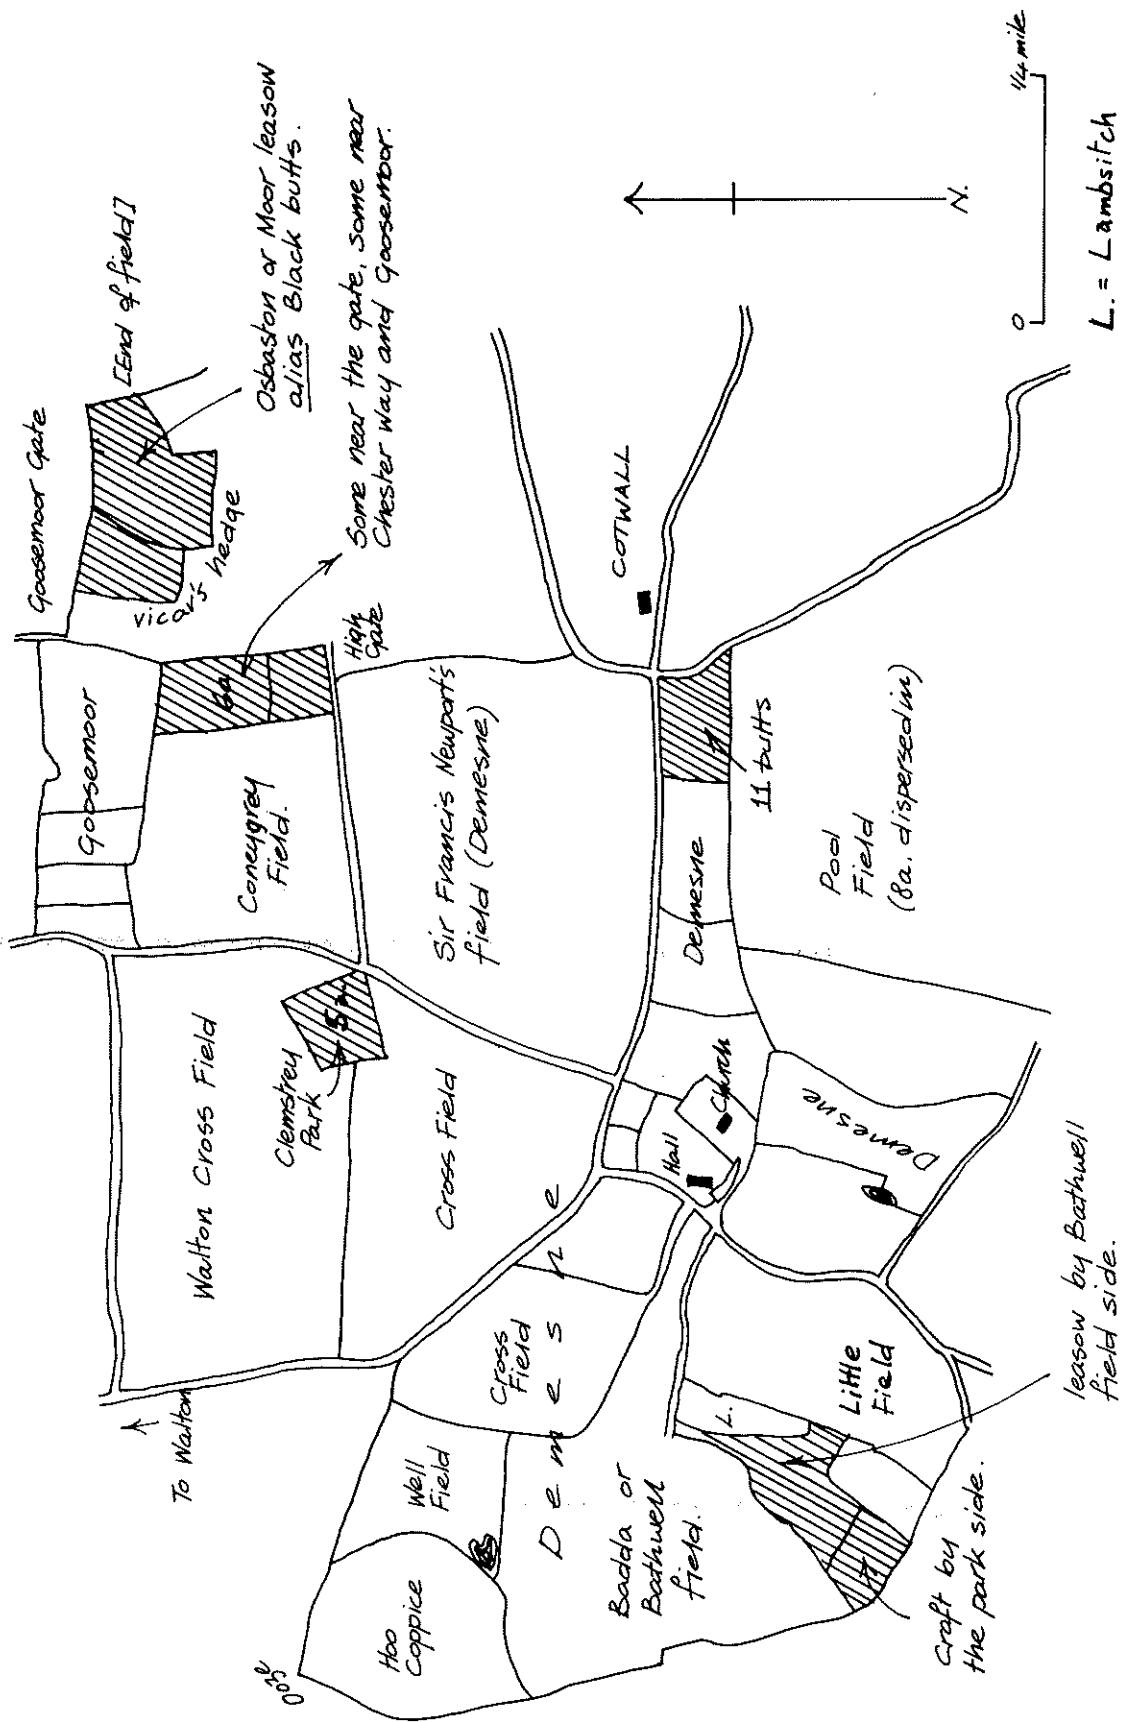 Goosemoor Gate
[End of field]
Osbaston or Moor leasow
alias Black butts.
vicar's hedge
Some near the gate, some near
Chester way and Goosemoor.
High
Gate
6a
Goosemoor
Coneygrey
Field.
To Walton
Walton Cross Field
Clemstrey
Park
5a
Cross Field
Sir Francis Newport's
field (Demesne)
COTWALL
Well
Field
Hoo
Coppice
Cross
Field
Demesne
Hall
Church
Demesne
11 butts
Pool
Field
(8a. dispersed in)
Demesne
Badda or
Bathwell
field.
L.
Little
Field
leasow by Bathwell
field side.
Craft by
the park side.
N.
0 1/4 mile
L. = Lambsitch